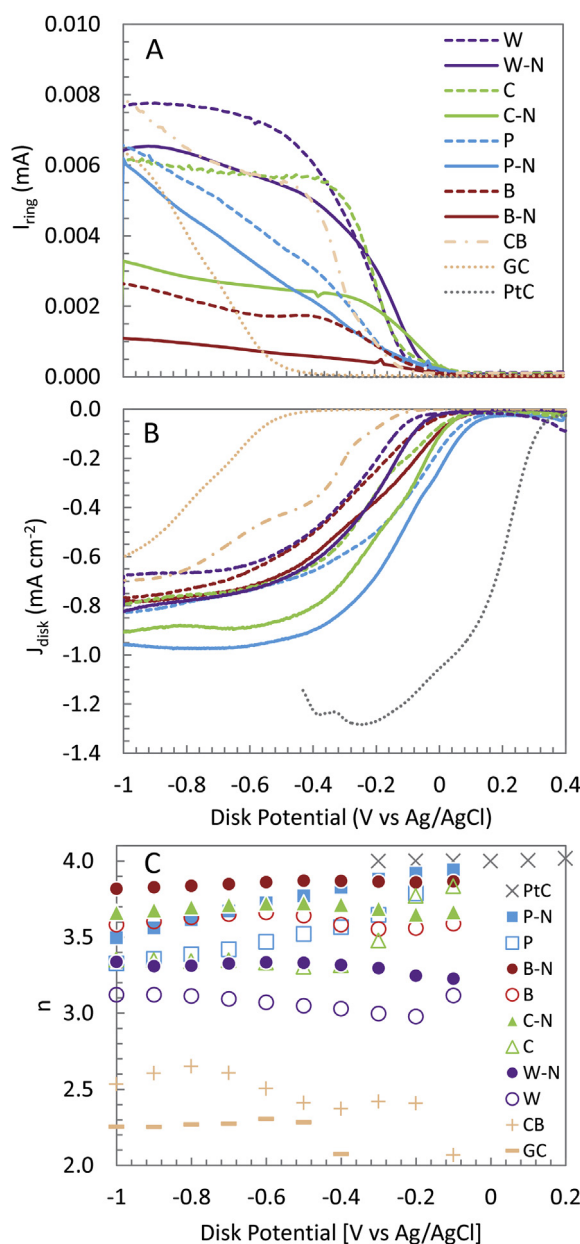 A
0.010
0.008
0.006
0.004
0.002
0.000
I_ring (mA)
W
W-N
C
C-N
P
P-N
B
B-N
CB
GC
PtC
B
0.0
-0.2
-0.4
-0.6
-0.8
-1.0
-1.2
-1.4
J_disk (mA cm⁻²)
-1 -0.8 -0.6 -0.4 -0.2 0 0.2 0.4
Disk Potential (V vs Ag/AgCl)
C
4.0
3.5
3.0
2.5
2.0
n
PtC
P-N
P
B-N
B
C-N
C
W-N
W
CB
GC
-1 -0.8 -0.6 -0.4 -0.2 0 0.2
Disk Potential [V vs Ag/AgCl]